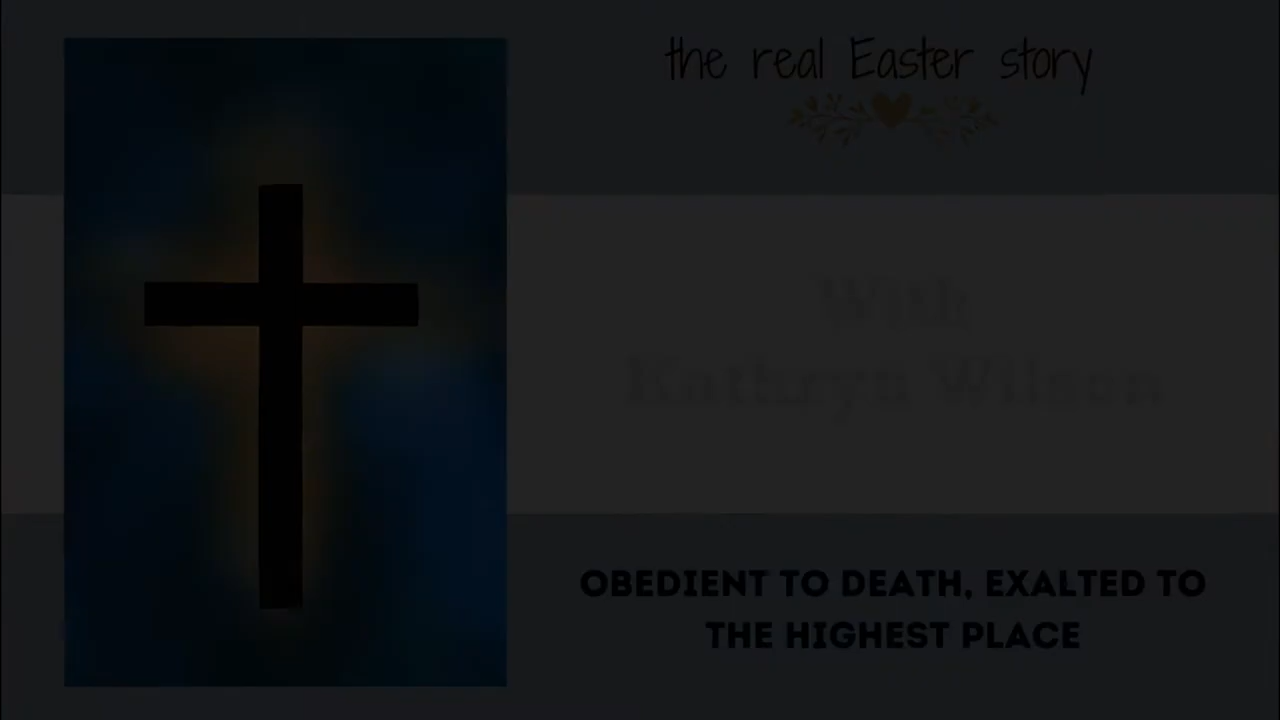 the real Easter story
With
Kathryn Wilson
OBEDIENT TO DEATH, EXALTED TO
THE HIGHEST PLACE